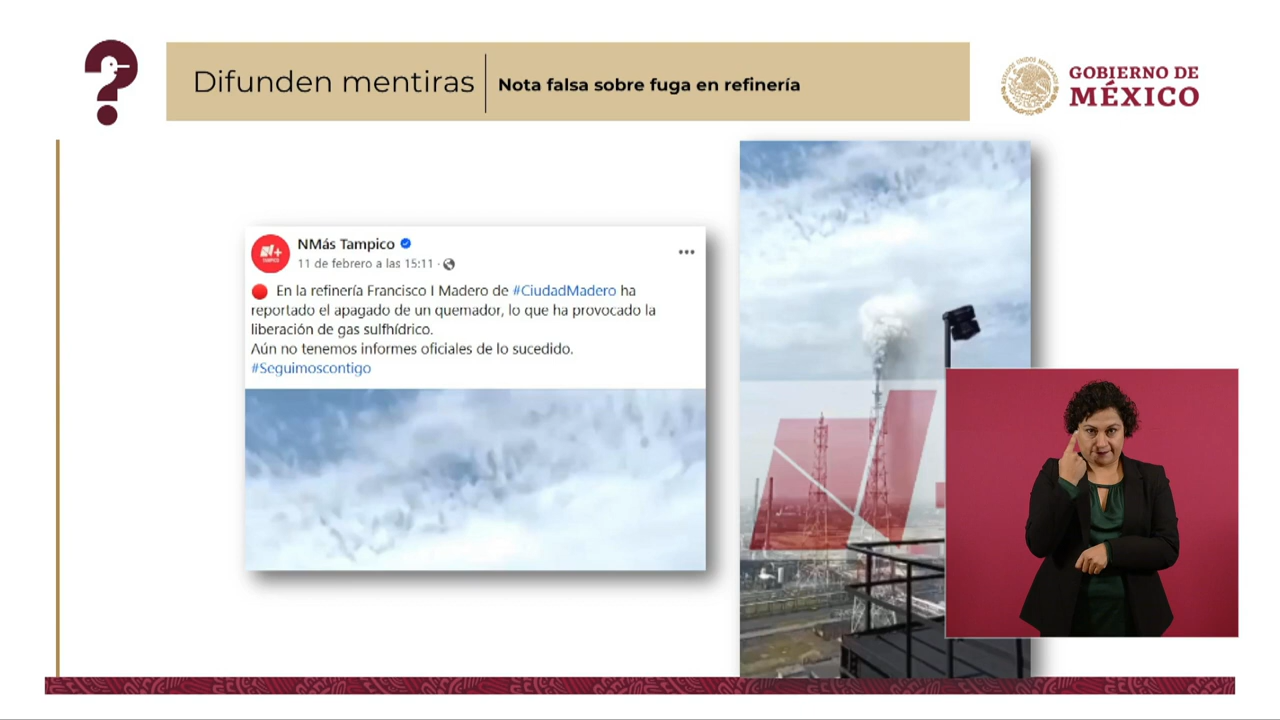 Difunden mentiras
Nota falsa sobre fuga en refinería
GOBIERNO DE
MÉXICO
NMás Tampico
11 de febrero a las 15:11 ·
En la refinería Francisco I Madero de #CiudadMadero ha
reportado el apagado de un quemador, lo que ha provocado la
liberación de gas sulfhídrico.
Aún no tenemos informes oficiales de lo sucedido.
#Seguimoscontigo